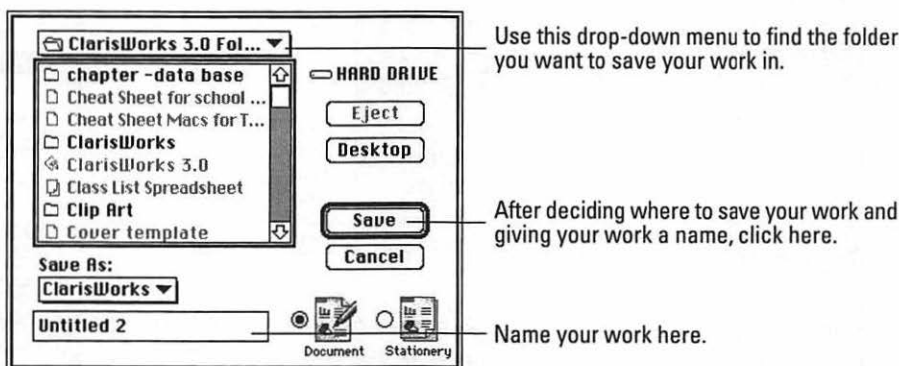 ClarisWorks 3.0 Fol...
chapter -data base
Cheat Sheet for school ...
Cheat Sheet Macs for T...
ClarisWorks
ClarisWorks 3.0
Class List Spreadsheet
Clip Art
Cover template
HARD DRIVE
Eject
Desktop
Save
Cancel
Save As:
ClarisWorks
Untitled 2
Document
Stationery
Use this drop-down menu to find the folder
you want to save your work in.
After deciding where to save your work and
giving your work a name, click here.
Name your work here.